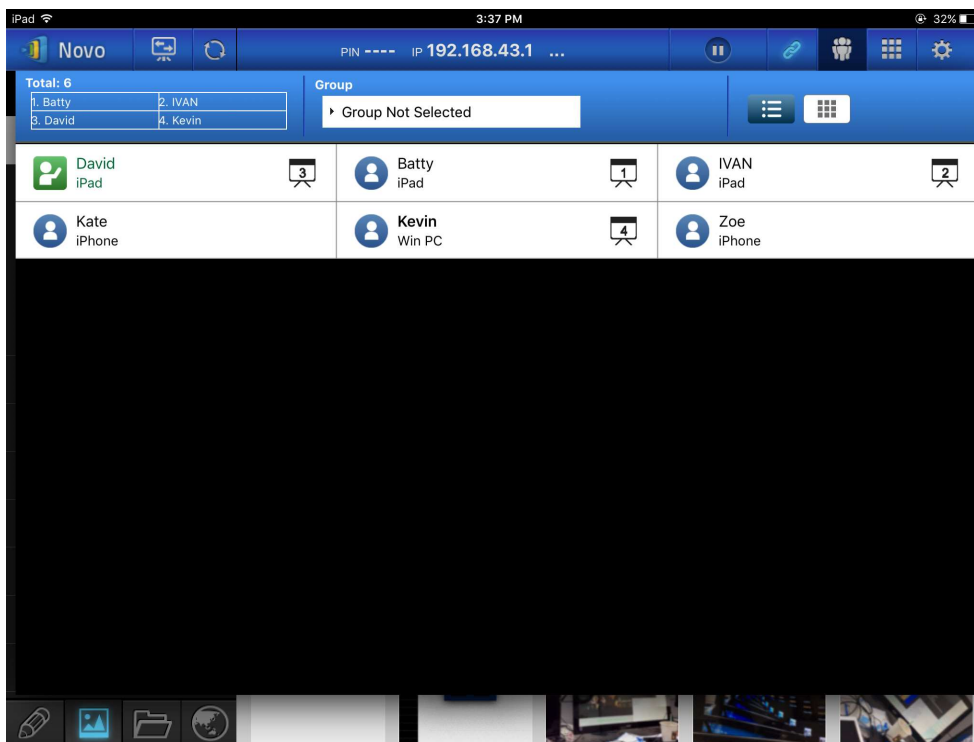 iPad 3:37 PM 32%
Novo PIN ---- IP 192.168.43.1 ...
Total: 6
1. Batty 2. IVAN
3. David 4. Kevin
Group
Group Not Selected
David
iPad
3
Batty
iPad
1
IVAN
iPad
2
Kate
iPhone
Kevin
Win PC
4
Zoe
iPhone